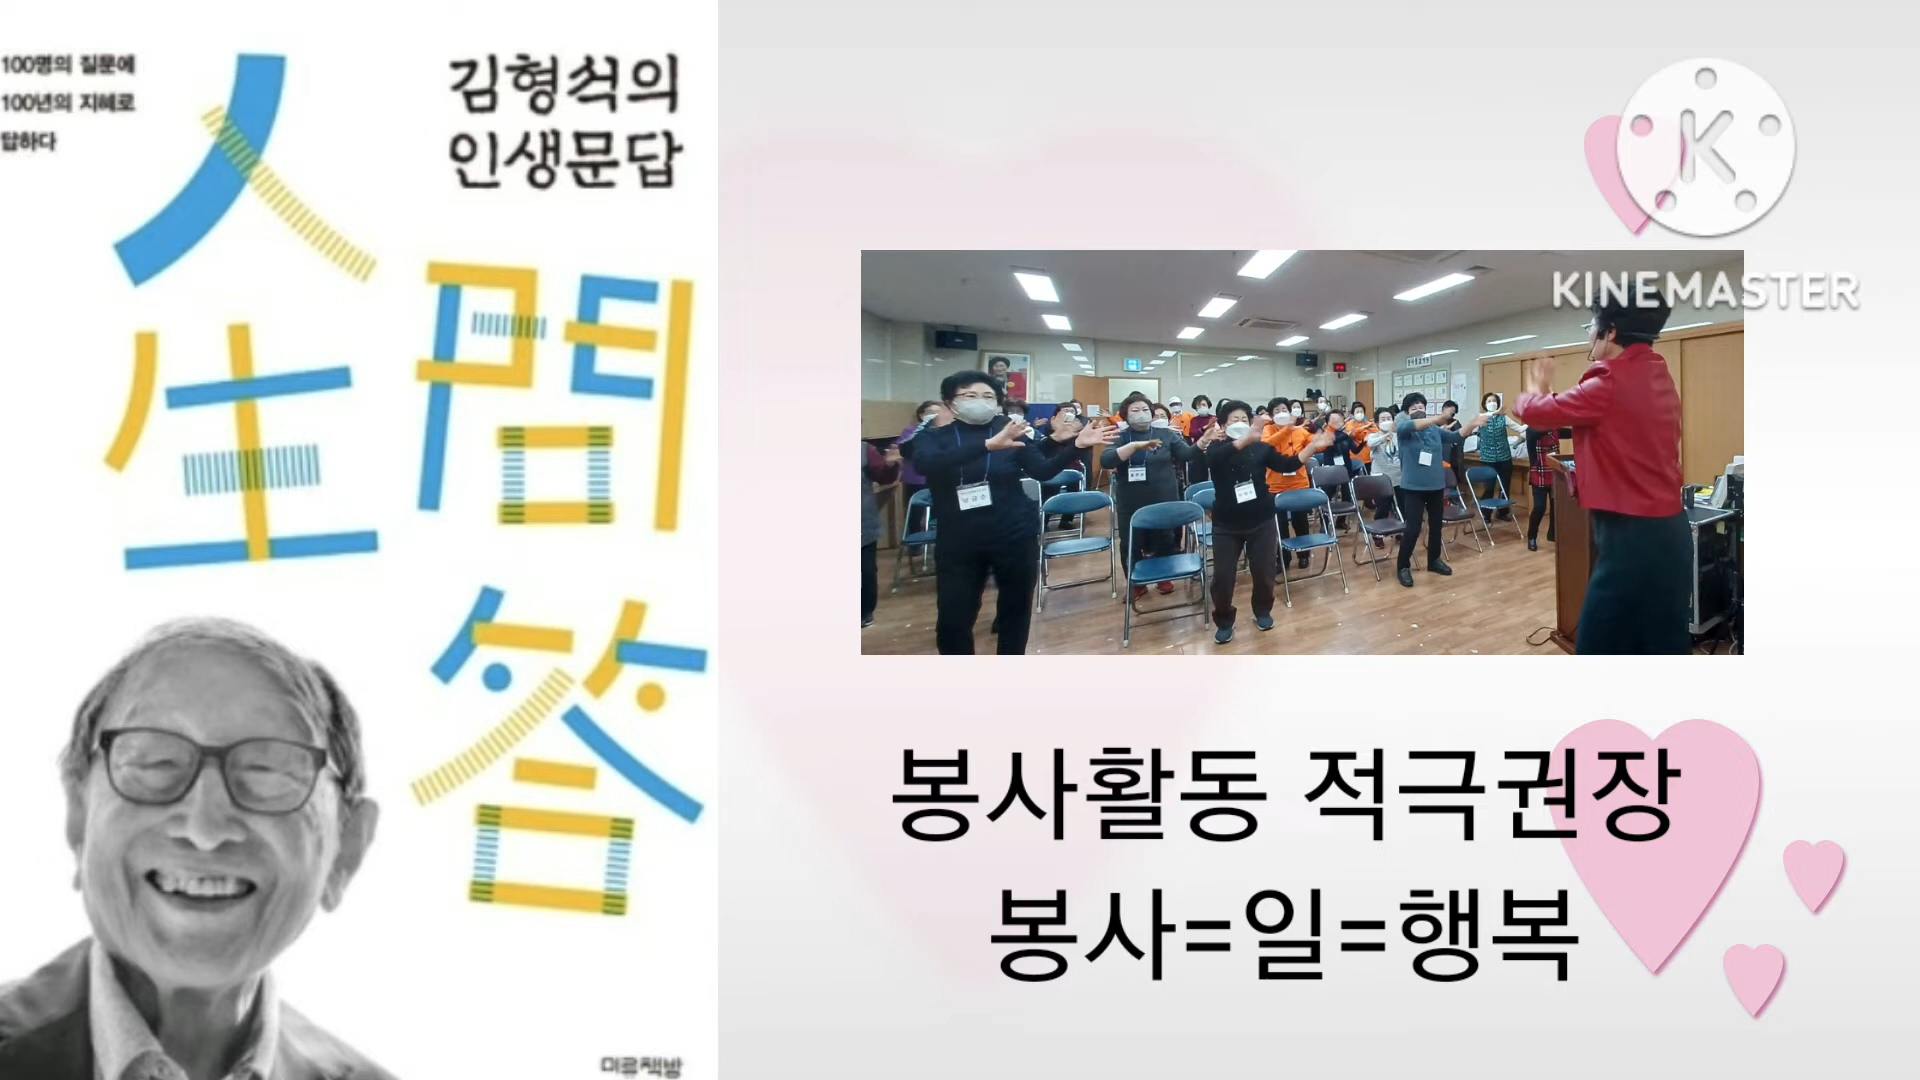 100명의 질문에
100년의 지혜로
답하다
김형석의
인생문답
人生
問答
미류책방
K
KINEMASTER
봉사활동 적극권장
봉사=일=행복